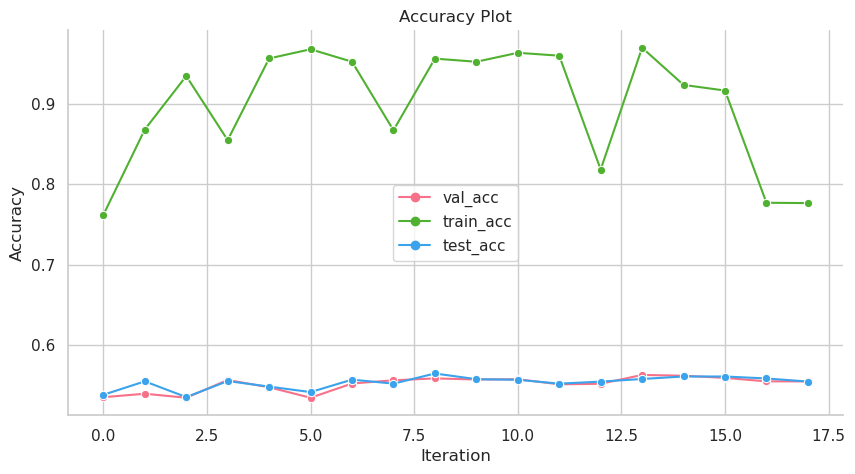 Accuracy Plot
Accuracy
0.9
0.8
0.7
0.6
val_acc
train_acc
test_acc
0.0 2.5 5.0 7.5 10.0 12.5 15.0 17.5
Iteration